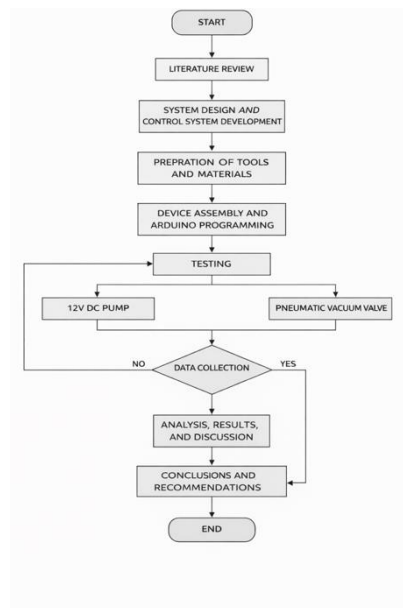 START
LITERATURE REVIEW
SYSTEM DESIGN AND
CONTROL SYSTEM DEVELOPMENT
PREPRATION OF TOOLS
AND MATERIALS
DEVICE ASSEMBLY AND
ARDUINO PROGRAMMING
TESTING
12V DC PUMP
PNEUMATIC VACUUM VALVE
NO
DATA COLLECTION
YES
ANALYSIS, RESULTS,
AND DISCUSSION
CONCLUSIONS AND
RECOMMENDATIONS
END